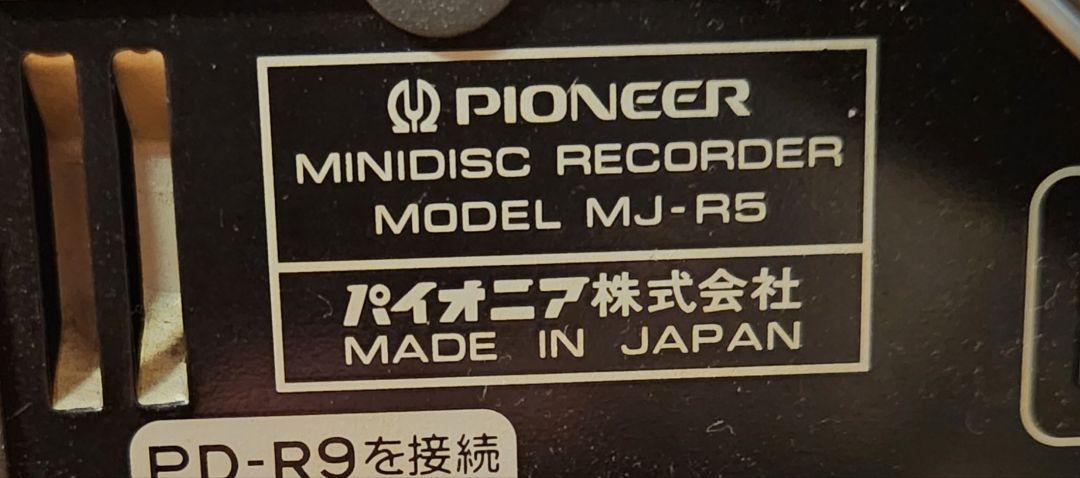 PIONEER
MINIDISC RECORDER
MODEL MJ-R5
パイオニア株式会社
MADE IN JAPAN
PD-R9を接続